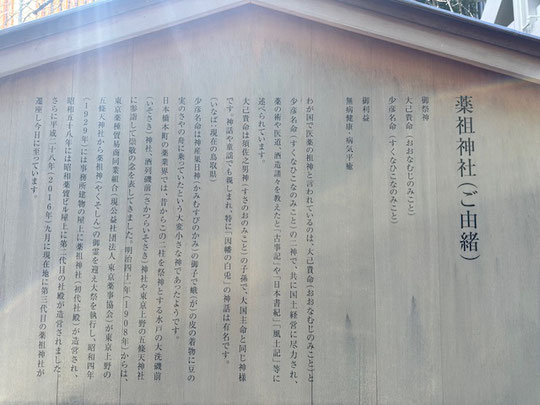 薬祖神社(ご由緒)
御祭神
大己貴命(おおなむじのみこと)
少彦名命(すくなひこなのみこと)
御利益
無病健康・病気平癒
わが国で医薬の祖神と言われているのは、大己貴命(おおなむじのみこと)と
少彦名命(すくなひこなのみこと)の二神で、共に国土経営に尽力され、
薬の術や医道、酒造諸々を教えたと「古事記」や「日本書紀」「風土記」等に
述べられています。
大己貴命は須佐之男神(すさのおのみこと)の子孫で、大国主命と同じ神様
です。神話や童謡でも親しまれ、特に「因幡の白兎」の神話は有名です。
(いなば:現在の鳥取県)
少彦名命は神産巣日神(かみむすびのかみ)の御子で蛾(が)の皮の着物に豆の
実のさやの舟に乗っていたという大変小さな神であったようです。
日本橋本町の薬業界では、昔からこの二柱を祭神とする水戸の大洗磯前
(いそさき)神社、酒列磯前(さかつらいそさき)神社や東京上野の五條天神社
に参詣して崇敬の念を表してきました。明治四十一年(1908年)からは、
東京薬種貿易商同業組合(現公益社団法人 東京薬事協会)が東京上野の
五條天神社から薬祖神(やくそしん)の御霊を迎え大祭を執行し、昭和四年
(1929年)には事務所建物の屋上に薬祖神社(初代社殿)が造営され、
昭和五十八年には昭和薬貿ビル屋上に第二代目の社殿が造営されました。
さらに平成二十八年(2016年)九月に現在地に第三代目の薬祖神社が
遷座し今日に至っています。